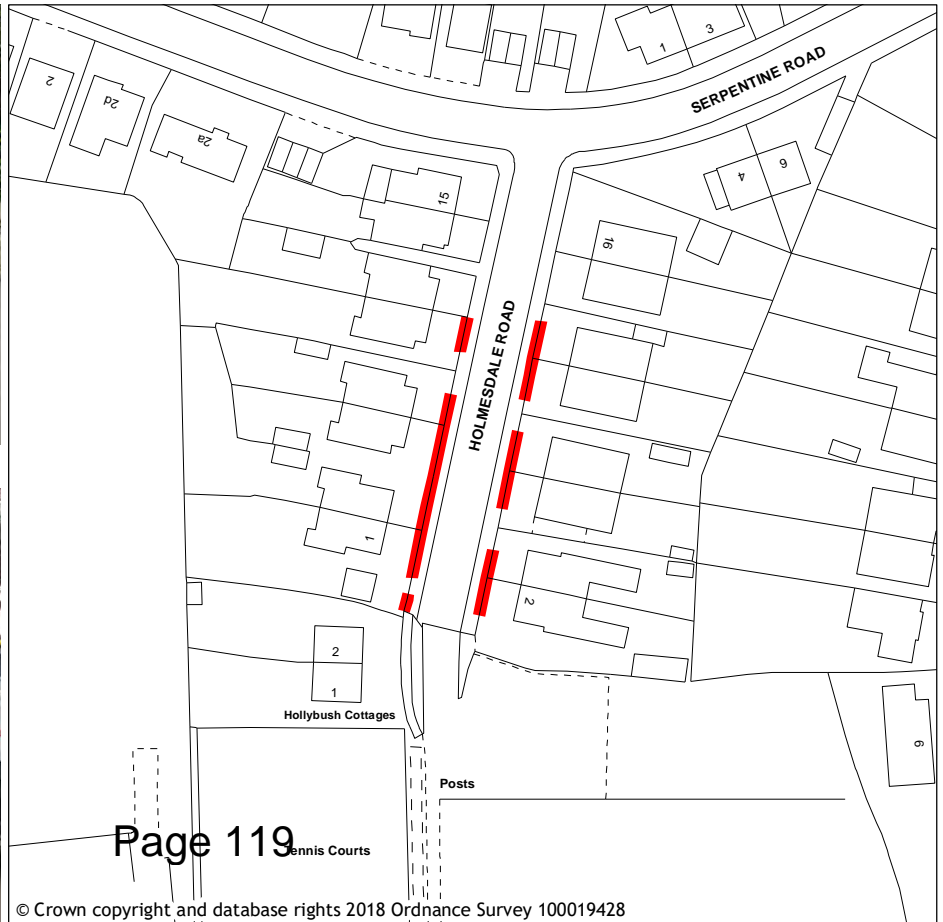 2
2d
2a
1
3
SERPENTINE ROAD
15
4
6
16
HOLMESDALE ROAD
1
2
2
1
Hollybush Cottages
6
Posts
Page 119
Tennis Courts
© Crown copyright and database rights 2018 Ordnance Survey 100019428